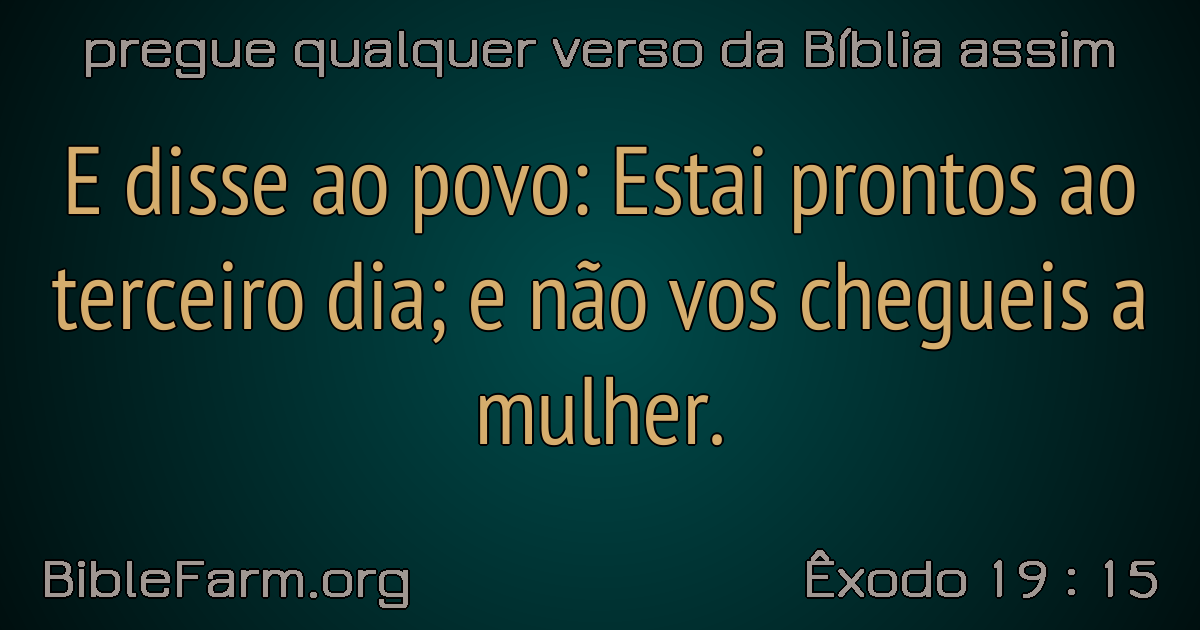 pregue qualquer verso da Bíblia assim
E disse ao povo: Estai prontos ao
terceiro dia; e não vos chegueis a
mulher.
BibleFarm.org
Êxodo 19 : 15